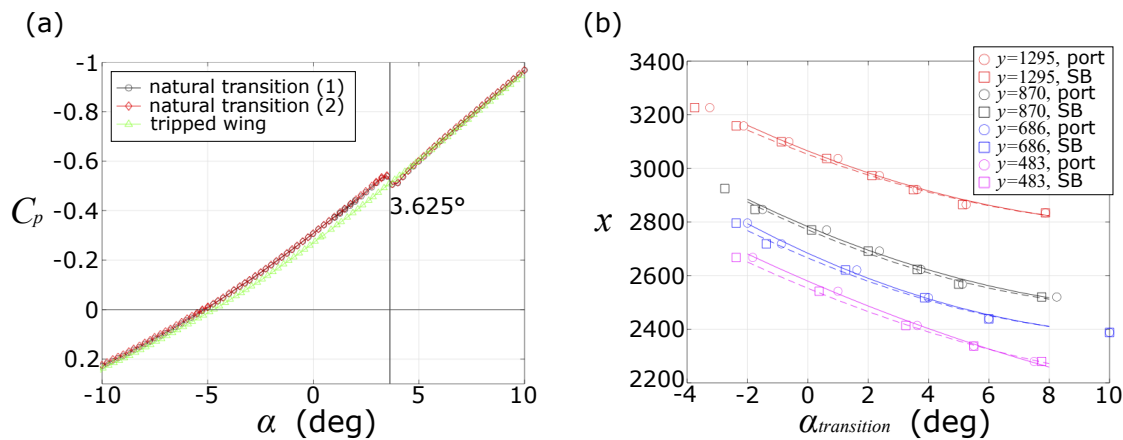 (a)
-1
-0.8
-0.6
-0.4
-0.2
0
0.2
Cp
natural transition (1)
natural transition (2)
tripped wing
3.625°
-10
-5
0
5
10
α (deg)
(b)
3400
3200
3000
2800
2600
2400
2200
x
y=1295, port
y=1295, SB
y=870, port
y=870, SB
y=686, port
y=686, SB
y=483, port
y=483, SB
-4
-2
0
2
4
6
8
10
αtransition (deg)